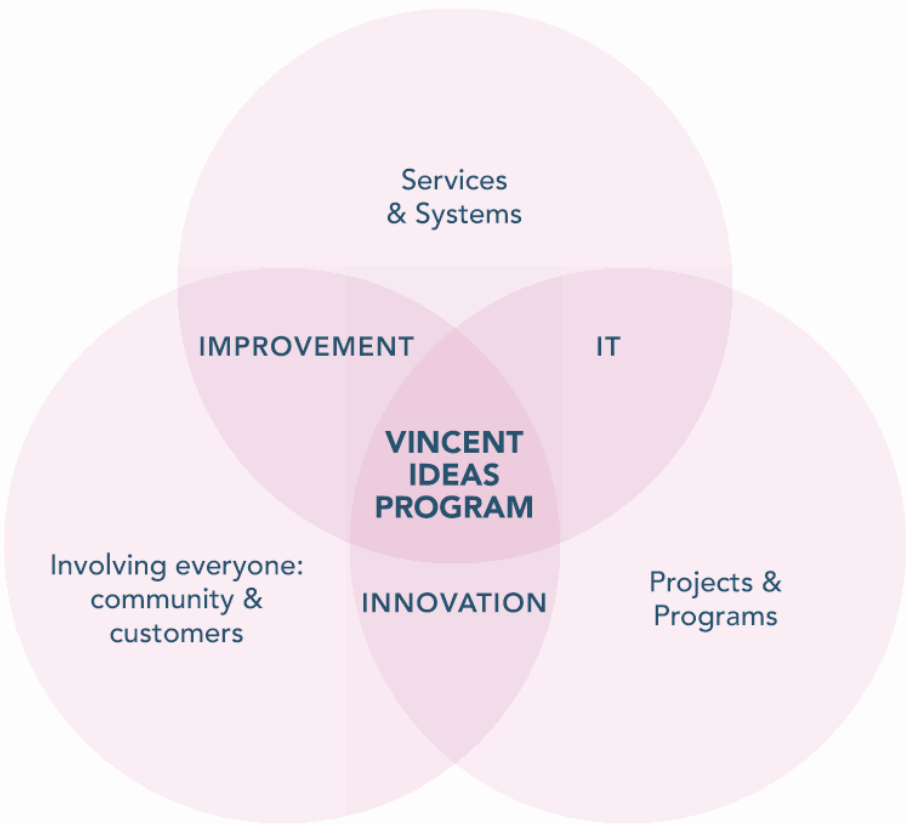 Services
& Systems
IMPROVEMENT
IT
VINCENT
IDEAS
PROGRAM
Involving everyone:
community &
customers
INNOVATION
Projects &
Programs